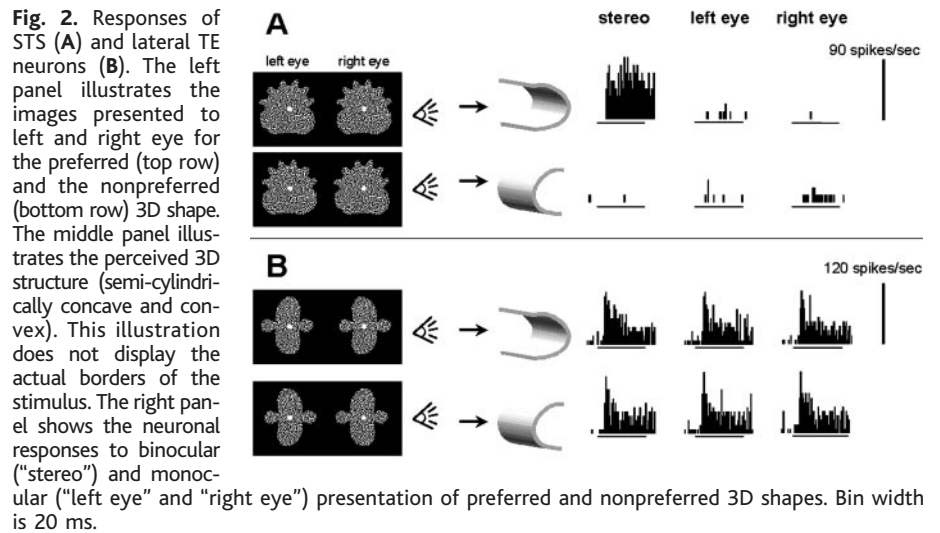 Fig. 2. Responses of
STS (A) and lateral TE
neurons (B). The left
panel illustrates the
images presented to
left and right eye for
the preferred (top row)
and the nonpreferred
(bottom row) 3D shape.
The middle panel illus-
trates the perceived 3D
structure (semi-cylindri-
cally concave and con-
vex). This illustration
does not display the
actual borders of the
stimulus. The right pan-
el shows the neuronal
responses to binocular
("stereo") and monoc-
ular ("left eye" and "right eye") presentation of preferred and nonpreferred 3D shapes. Bin width
is 20 ms.
A
stereo left eye right eye
left eye right eye
90 spikes/sec
B
120 spikes/sec